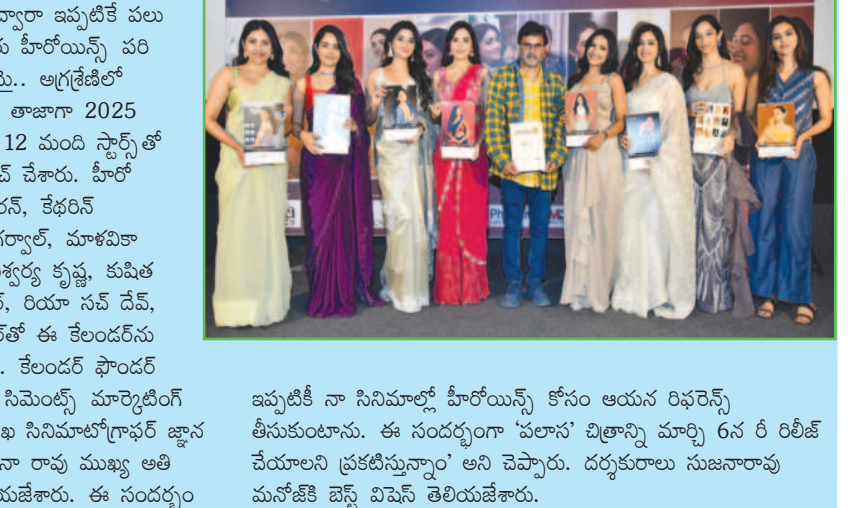 ద్వారా ఇప్పటికే పలు
హీరోయిన్స్ పరి
అగ్రశ్రేణిలో
తాజాగా 2025
12 మంది స్టార్స్‌తో
చేశారు. హీరో
కేథరిన్
మాళవికా
కృష్ణ, కుషిత
రియా సచ్ దేవ్,
ఈ కేలండర్‌ను
. కేలండర్ ఫౌండర్
సిమెంట్స్ మార్కెటింగ్
సినిమాటోగ్రాఫర్ జ్ఞాన
రావు ముఖ్య అతి
ఈ సందర్భం
ఇప్పటికీ నా సినిమాల్లో హీరోయిన్స్ కోసం ఆయన రిఫరెన్స్
తీసుకుంటాను. ఈ సందర్భంగా ‘పలాస’ చిత్రాన్ని మార్చి 6న రీ రిలీజ్
చేయాలని ప్రకటిస్తున్నాం’ అని చెప్పారు. దర్శకురాలు సుజనారావు
మనోజ్‌కి బెస్ట్ విషెస్ తెలియజేశారు.